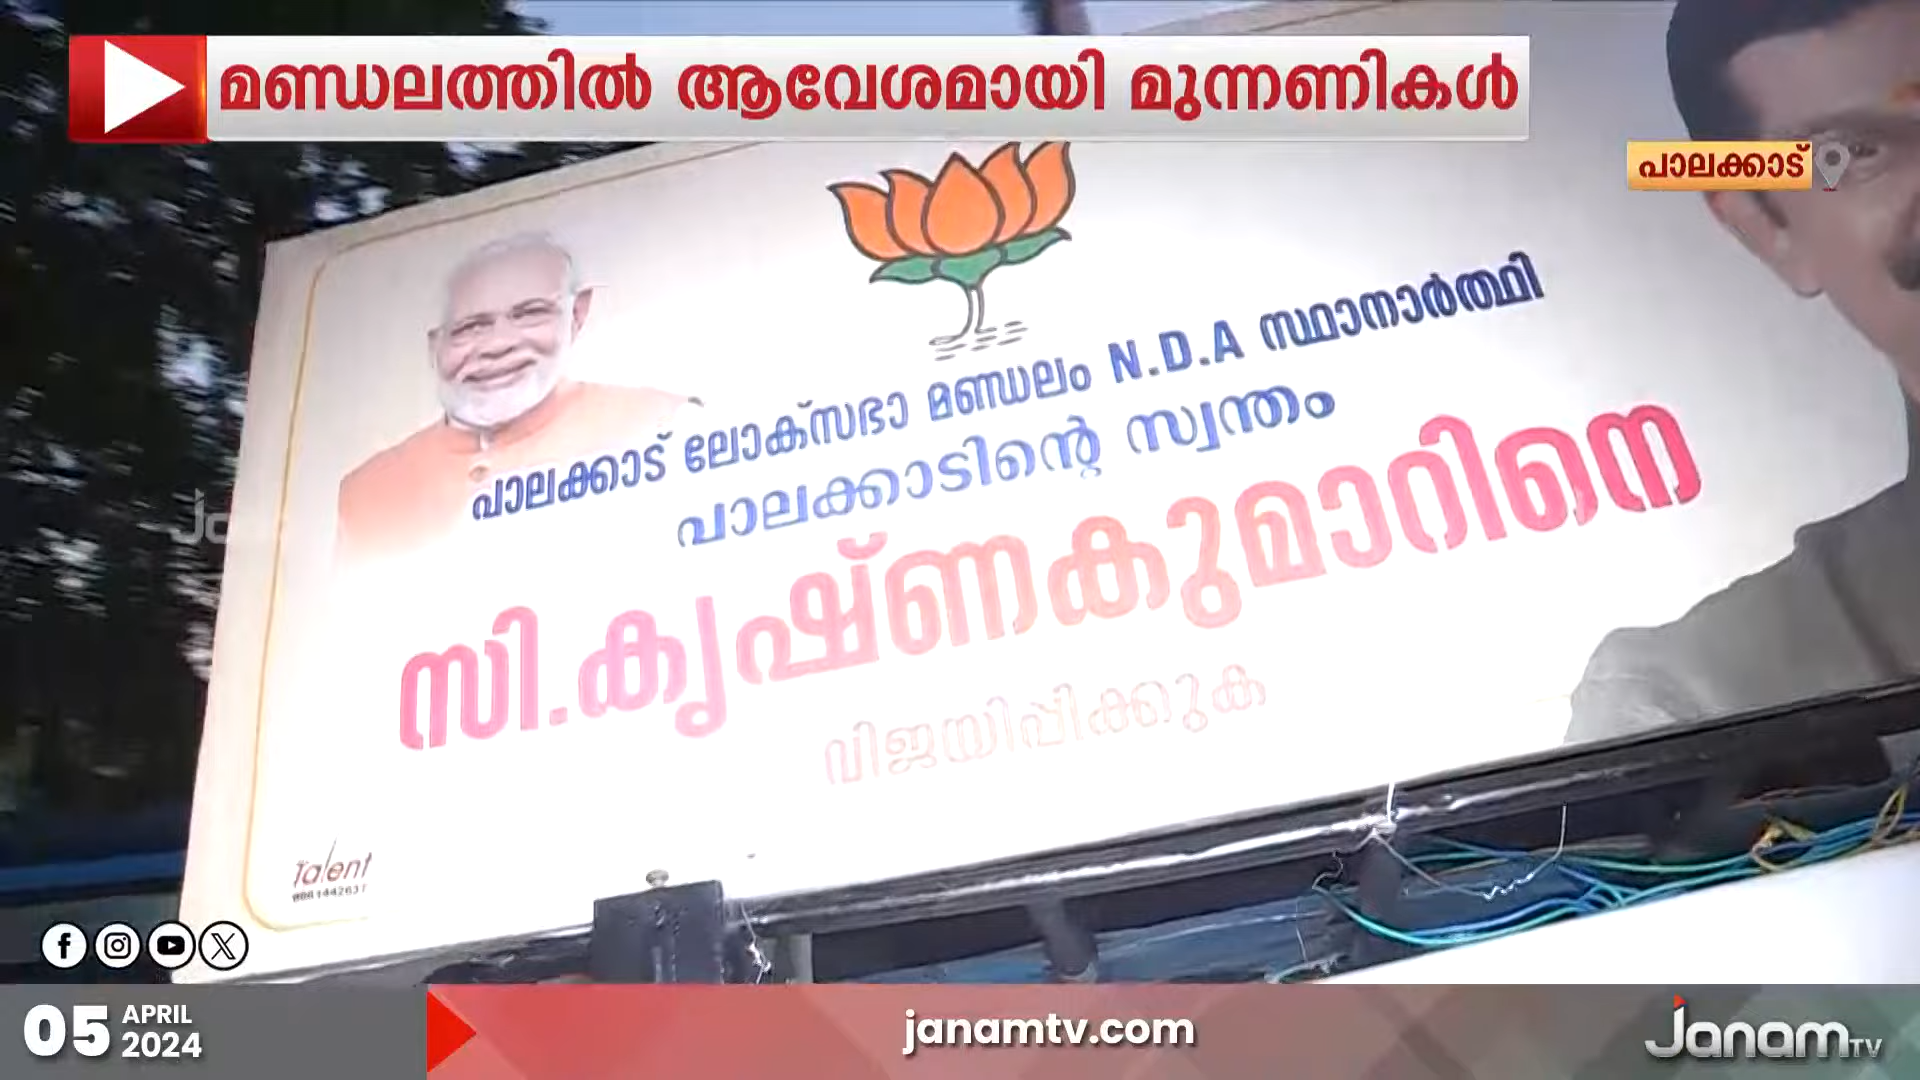 മണ്ഡലത്തിൽ ആവേശമായി മുന്നണികൾ
പാലക്കാട്
പാലക്കാട് ലോക്സഭാ മണ്ഡലം N.D.A സ്ഥാനാർത്ഥി
പാലക്കാടിന്റെ സ്വന്തം
സി.കൃഷ്ണകുമാറിനെ
വിജയിപ്പിക്കുക
Talent
05 APRIL 2024
janamtv.com
Janam TV